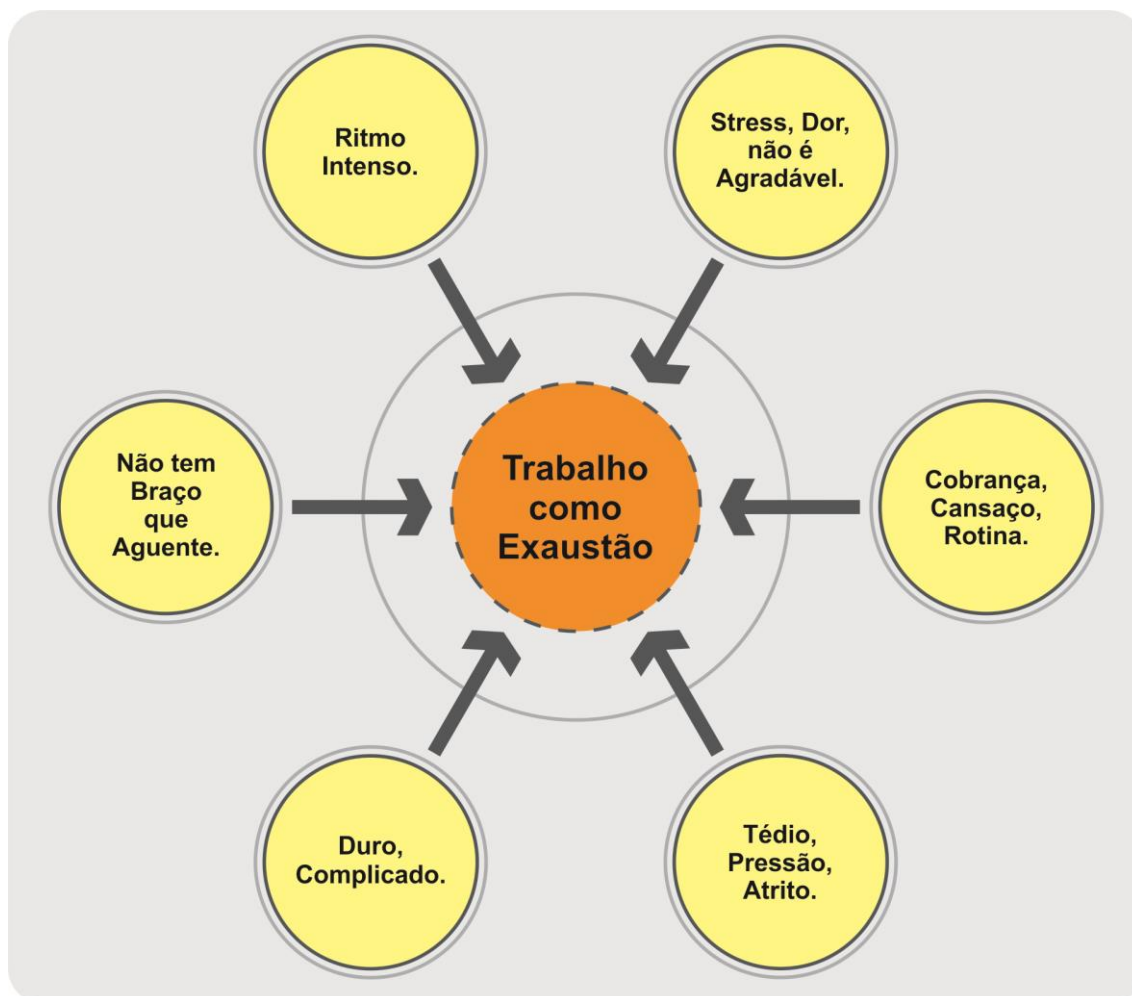 Ritmo
Intenso.
Stress, Dor,
não é
Agradável.
Não tem
Braço
que
Aguente.
Trabalho
como
Exaustão
Cobrança,
Cansaço,
Rotina.
Duro,
Complicado.
Tédio,
Pressão,
Atrito.